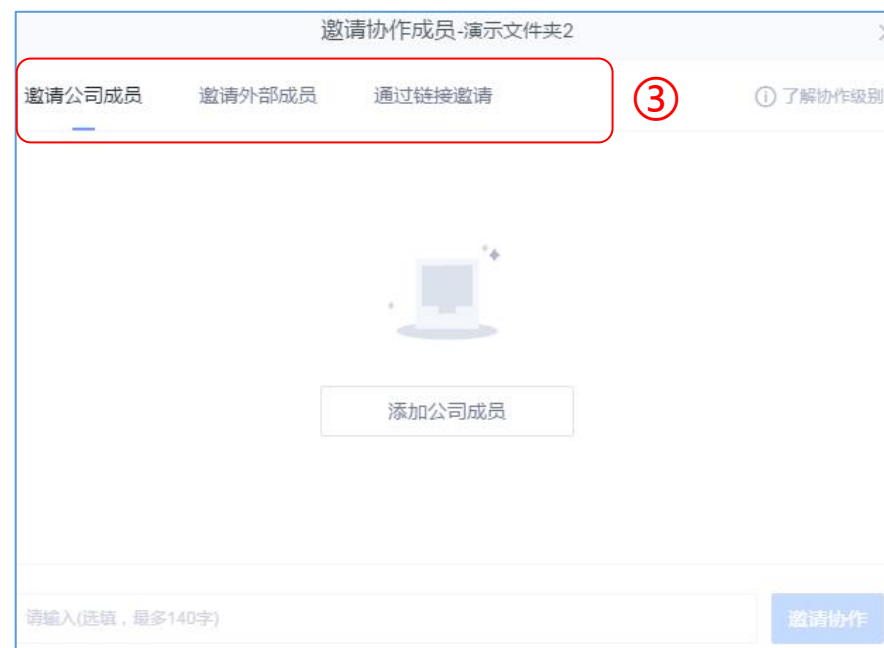 邀请协作成员-演示文件夹2
邀请公司成员 邀请外部成员 通过链接邀请 ③ 了解协作级别
添加公司成员
请输入(选填，最多140字) 邀请协作